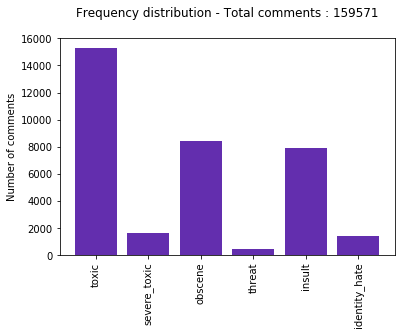 Frequency distribution - Total comments : 159571
Number of comments
16000
14000
12000
10000
8000
6000
4000
2000
0
toxic
severe_toxic
obscene
threat
insult
identity_hate